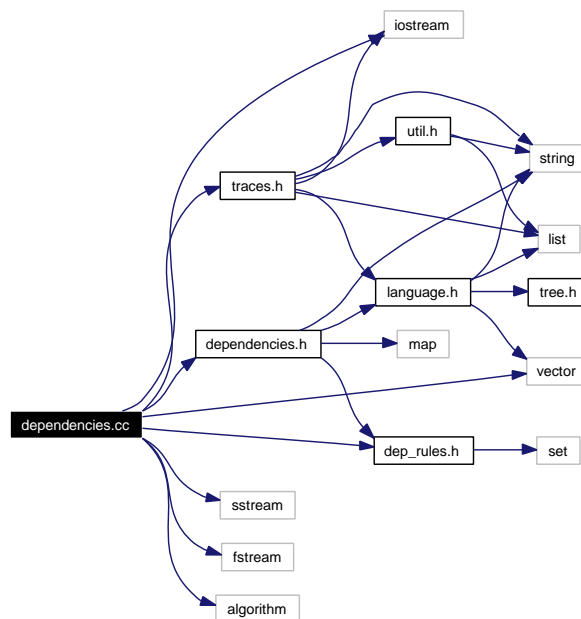 iostream
util.h
string
traces.h
list
language.h
tree.h
dependencies.h
map
vector
dependencies.cc
dep_rules.h
set
sstream
fstream
algorithm